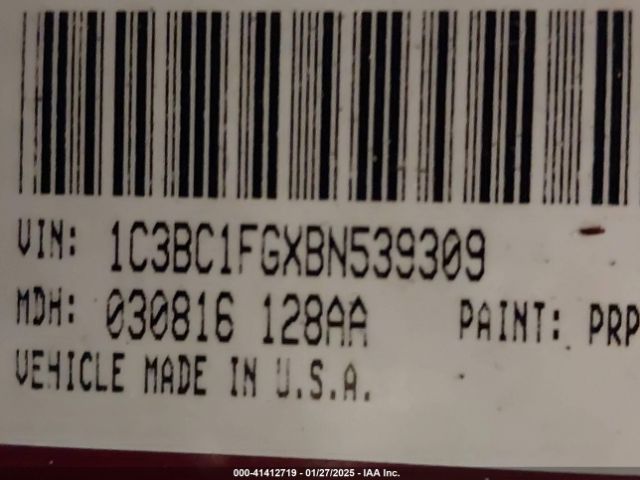 VIN: 1C3BC1FGXBN539309
MDH: 030816 128AA PAINT: PRP
VEHICLE MADE IN U.S.A.
000-41412719 - 01/27/2025 - IAA Inc.